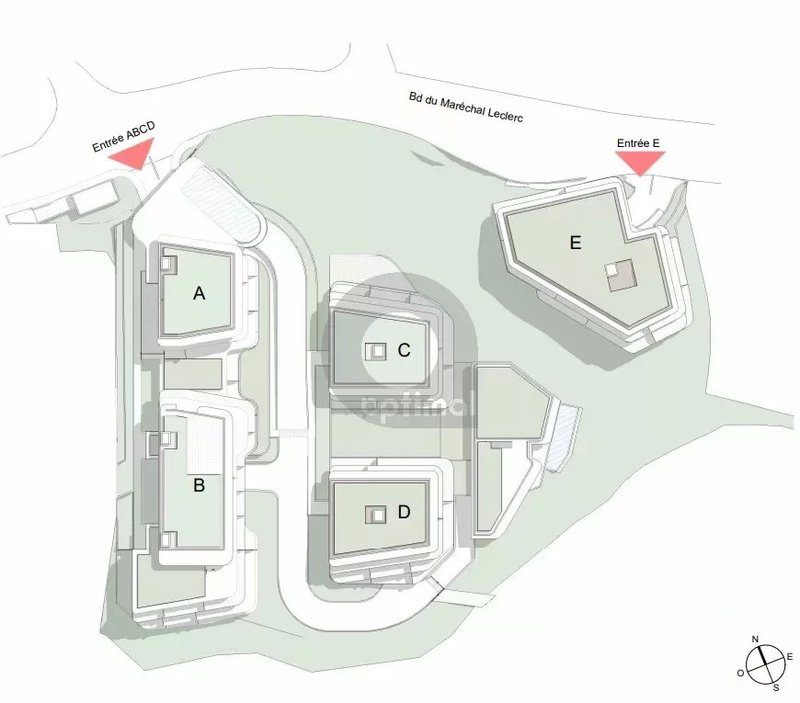 Bd du Maréchal Leclerc
Entrée ABCD
Entrée E
E
A
C
optimal
B
D
N
E
O
S